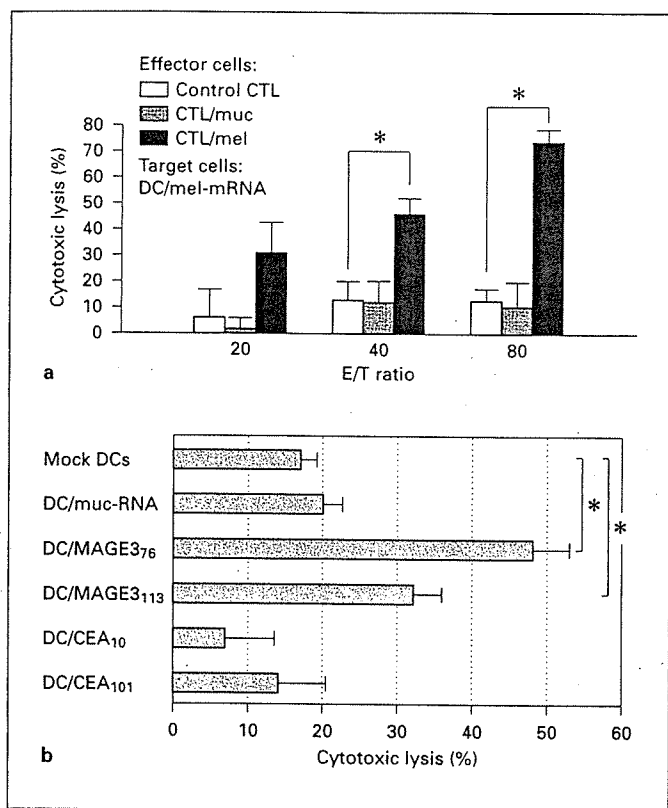 Effector cells:
Control CTL
CTL/muc
CTL/mel
Target cells:
DC/mel-mRNA
*
*
Cytotoxic lysis (%)
80
70
60
50
40
30
20
10
0
20
40
80
E/T ratio
a
Mock DCs
DC/muc-RNA
DC/MAGE3₇₆
DC/MAGE3₁₁₃
DC/CEA₁₀
DC/CEA₁₀₁
*
*
0
10
20
30
40
50
60
Cytotoxic lysis (%)
b